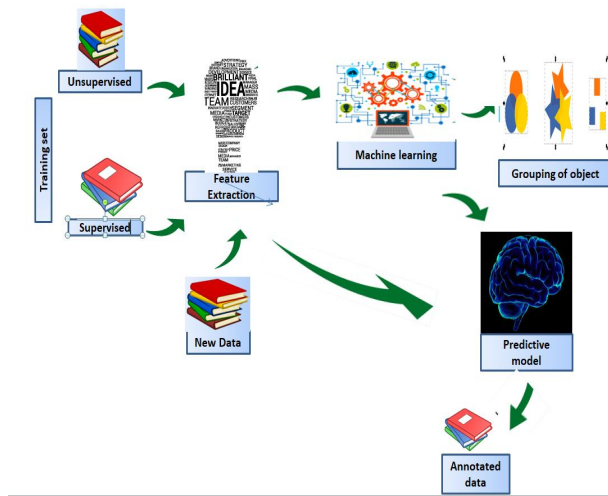 Unsupervised
Training set
Supervised
BRILLIANT
IDEA
TEAM
Feature
Extraction
New Data
Machine learning
Grouping of object
Predictive
model
Annotated
data